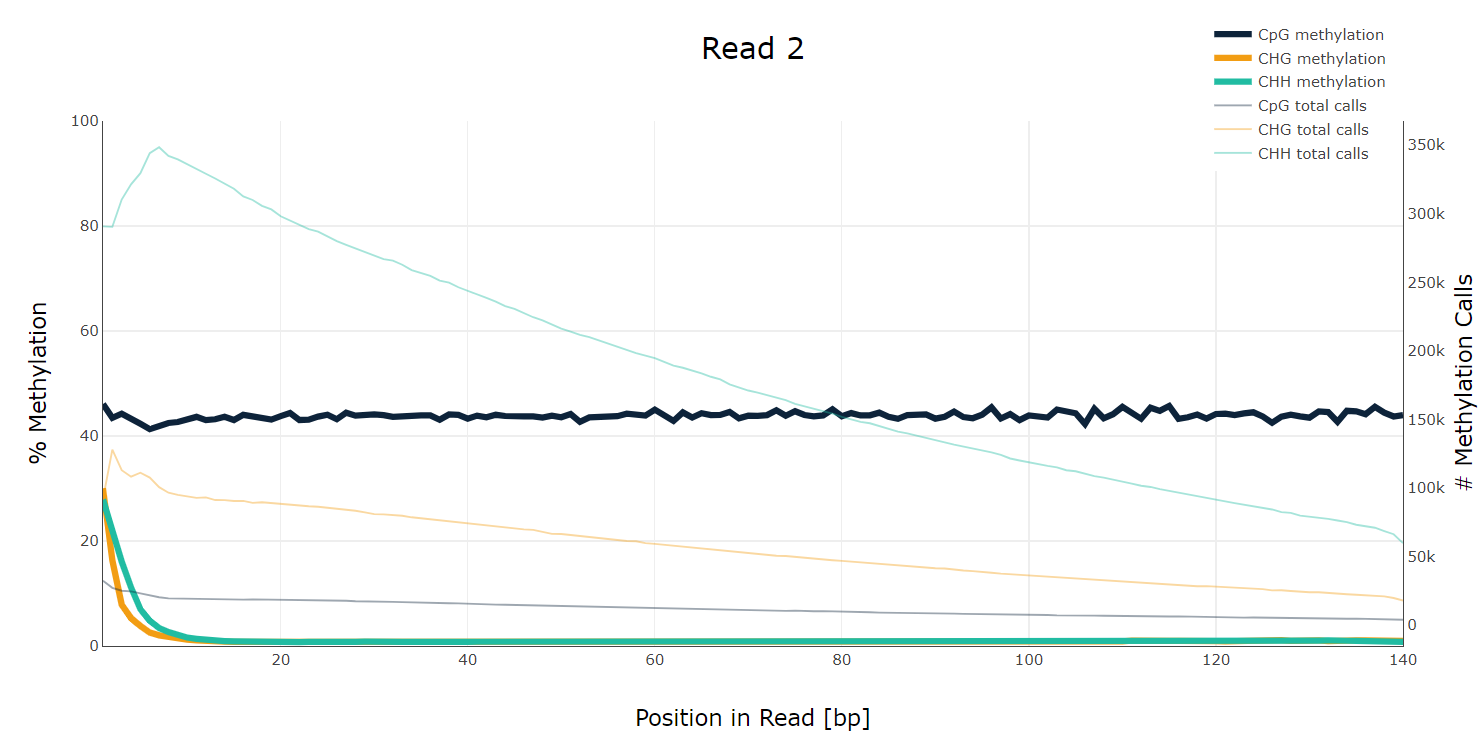 Read 2
CpG methylation
CHG methylation
CHH methylation
CpG total calls
CHG total calls
CHH total calls
100
80
60
40
20
0
% Methylation
350k
300k
250k
200k
150k
100k
50k
0
# Methylation Calls
20
40
60
80
100
120
140
Position in Read [bp]